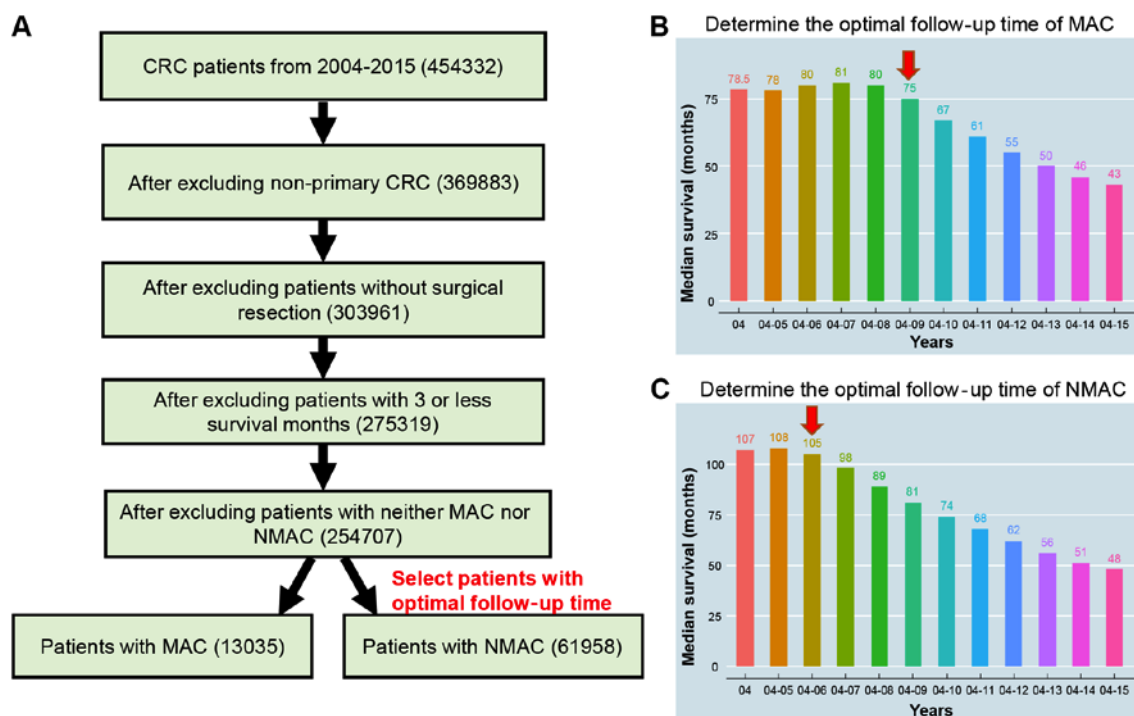 A
CRC patients from 2004-2015 (454332)
After excluding non-primary CRC (369883)
After excluding patients without surgical
resection (303961)
After excluding patients with 3 or less
survival months (275319)
After excluding patients with neither MAC nor
NMAC (254707)
Select patients with
optimal follow-up time
Patients with MAC (13035)
Patients with NMAC (61958)
B
Determine the optimal follow-up time of MAC
Median survival (months)
75
50
25
0
78.5
78
80
81
80
75
67
61
55
50
46
43
04
04-05
04-06
04-07
04-08
04-09
04-10
04-11
04-12
04-13
04-14
04-15
Years
C
Determine the optimal follow-up time of NMAC
Median survival (months)
100
75
50
25
0
107
108
105
98
89
81
74
68
62
56
51
48
04
04-05
04-06
04-07
04-08
04-09
04-10
04-11
04-12
04-13
04-14
04-15
Years